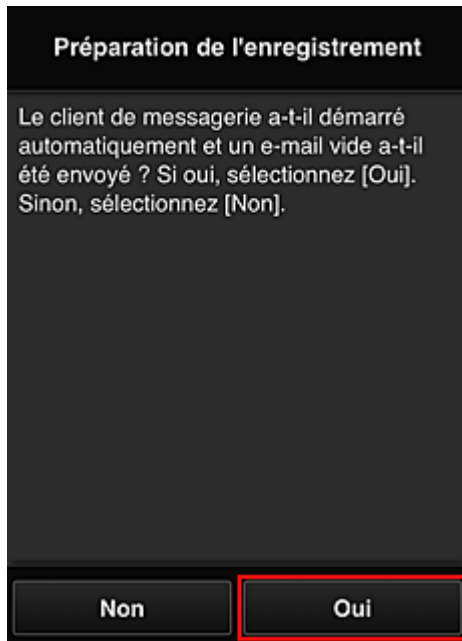 Préparation de l'enregistrement
Le client de messagerie a-t-il démarré
automatiquement et un e-mail vide a-t-il
été envoyé ? Si oui, sélectionnez [Oui].
Sinon, sélectionnez [Non].
Non
Oui